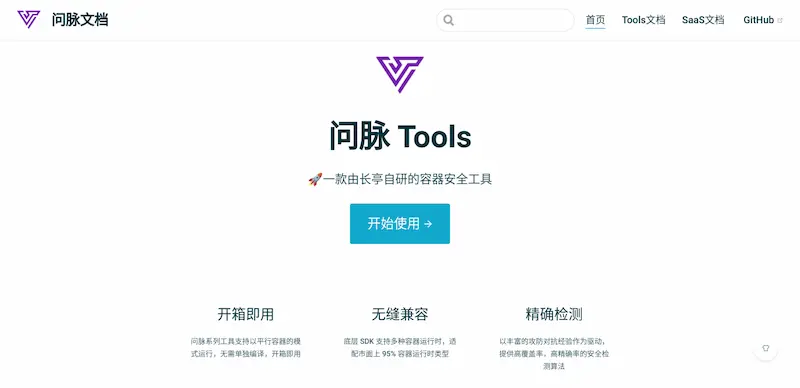 问脉文档
首页
Tools文档
SaaS文档
GitHub
问脉 Tools
🚀一款由长亭自研的容器安全工具
开始使用 →
开箱即用
问脉系列工具支持以平行容器的模
式运行，无需单独编译，开箱即用
无缝兼容
底层 SDK 支持多种容器运行时，适
配市面上 95% 容器运行时类型
精确检测
以丰富的攻防对抗经验作为驱动，
提供高覆盖率、高精确率的安全检
测算法